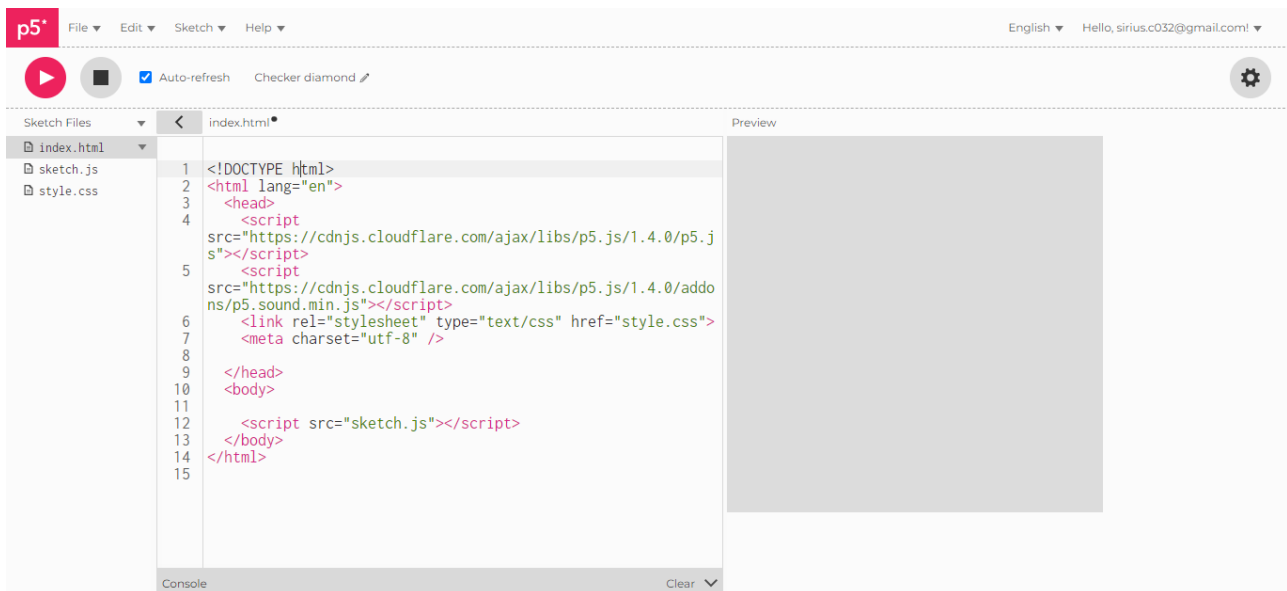 p5* File Edit Sketch Help English Hello, sirius.c032@gmail.com!
Auto-refresh Checker diamond
Sketch Files index.html Preview
index.html
sketch.js
style.css
1 <!DOCTYPE html>
2 <html lang="en">
3 <head>
4 <script
src="https://cdnjs.cloudflare.com/ajax/libs/p5.js/1.4.0/p5.j
s"></script>
5 <script
src="https://cdnjs.cloudflare.com/ajax/libs/p5.js/1.4.0/addo
ns/p5.sound.min.js"></script>
6 <link rel="stylesheet" type="text/css" href="style.css">
7 <meta charset="utf-8" />
8
9 </head>
10 <body>
11
12 <script src="sketch.js"></script>
13 </body>
14 </html>
15
Console Clear